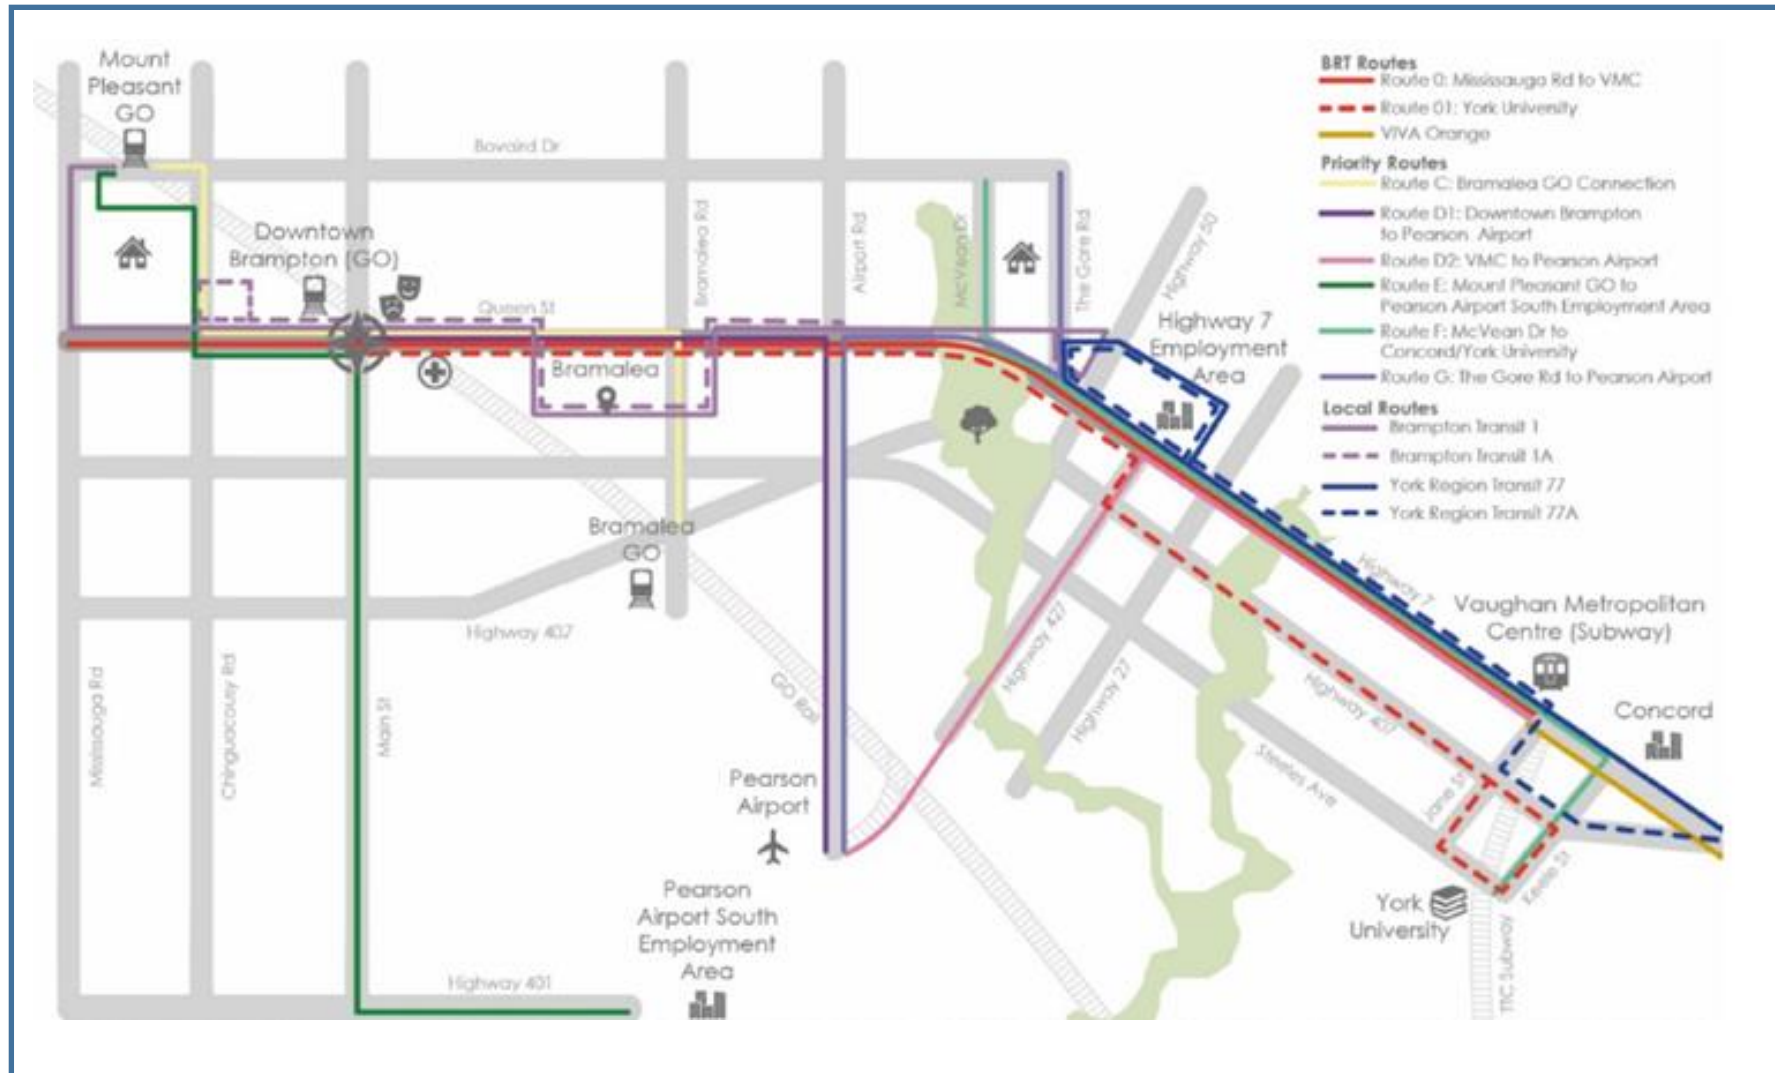 Mount
Pleasant
GO
Bovaird Dr
Downtown
Brampton (GO)
Queen St
Bramalea Rd
Airport Rd
McVean Dr
The Gore Rd
Highway 50
Highway 7
Employment
Area
Bramalea
Bramalea
GO
Highway 407
Mississauga Rd
Chinguacousy Rd
Main St
GO Rail
Highway 427
Highway 27
Highway 7
Highway 407
Steeles Ave
Jane St
Keele St
TTC Subway
Vaughan Metropolitan
Centre (Subway)
Concord
York
University
Pearson
Airport
Pearson
Airport South
Employment
Area
Highway 401
BRT Routes
Route 0: Mississauga Rd to VMC
Route 01: York University
VIVA Orange
Priority Routes
Route C: Bramalea GO Connection
Route D1: Downtown Brampton
to Pearson Airport
Route D2: VMC to Pearson Airport
Route E: Mount Pleasant GO to
Pearson Airport South Employment Area
Route F: McVean Dr to
Concord/York University
Route G: The Gore Rd to Pearson Airport
Local Routes
Brampton Transit 1
Brampton Transit 1A
York Region Transit 77
York Region Transit 77A